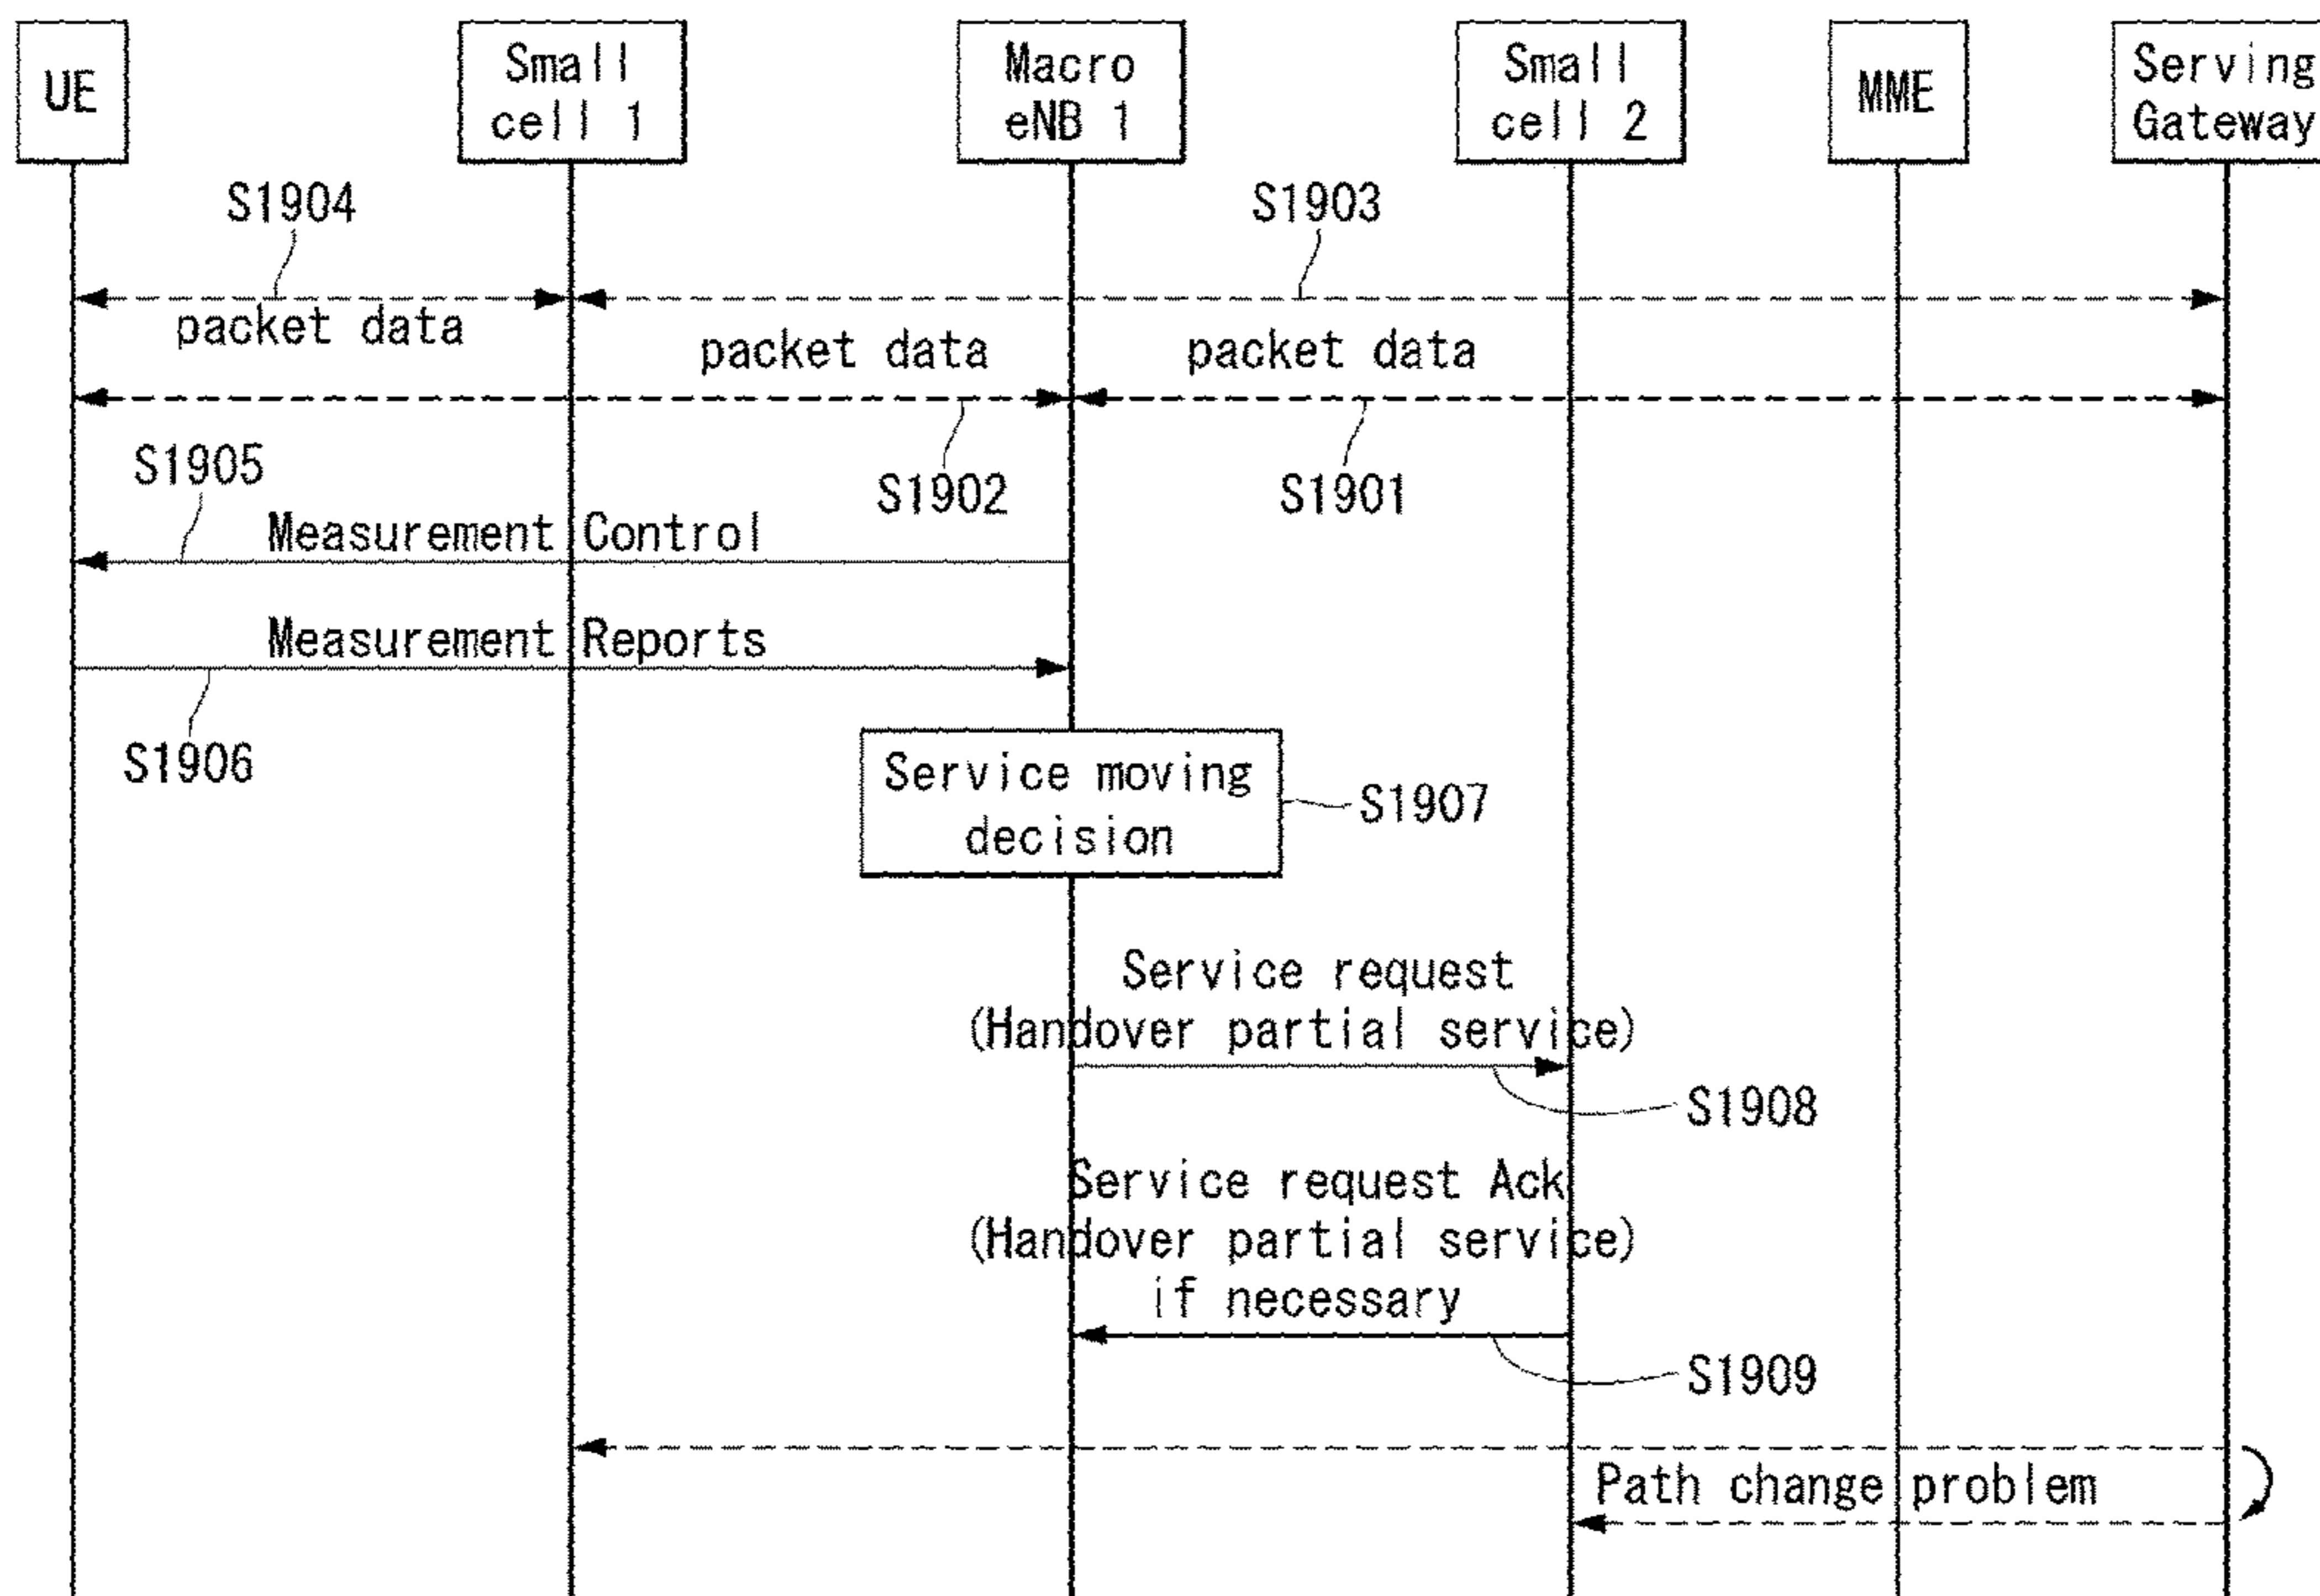 UE
Small
cell 1
Macro
eNB 1
Small
cell 2
MME
Serving
Gateway
S1904
S1903
packet data
packet data
packet data
S1905
S1902
S1901
Measurement Control
Measurement Reports
S1906
Service moving
decision
S1907
Service request
(Handover partial service)
S1908
Service request Ack
(Handover partial service)
if necessary
S1909
Path change problem